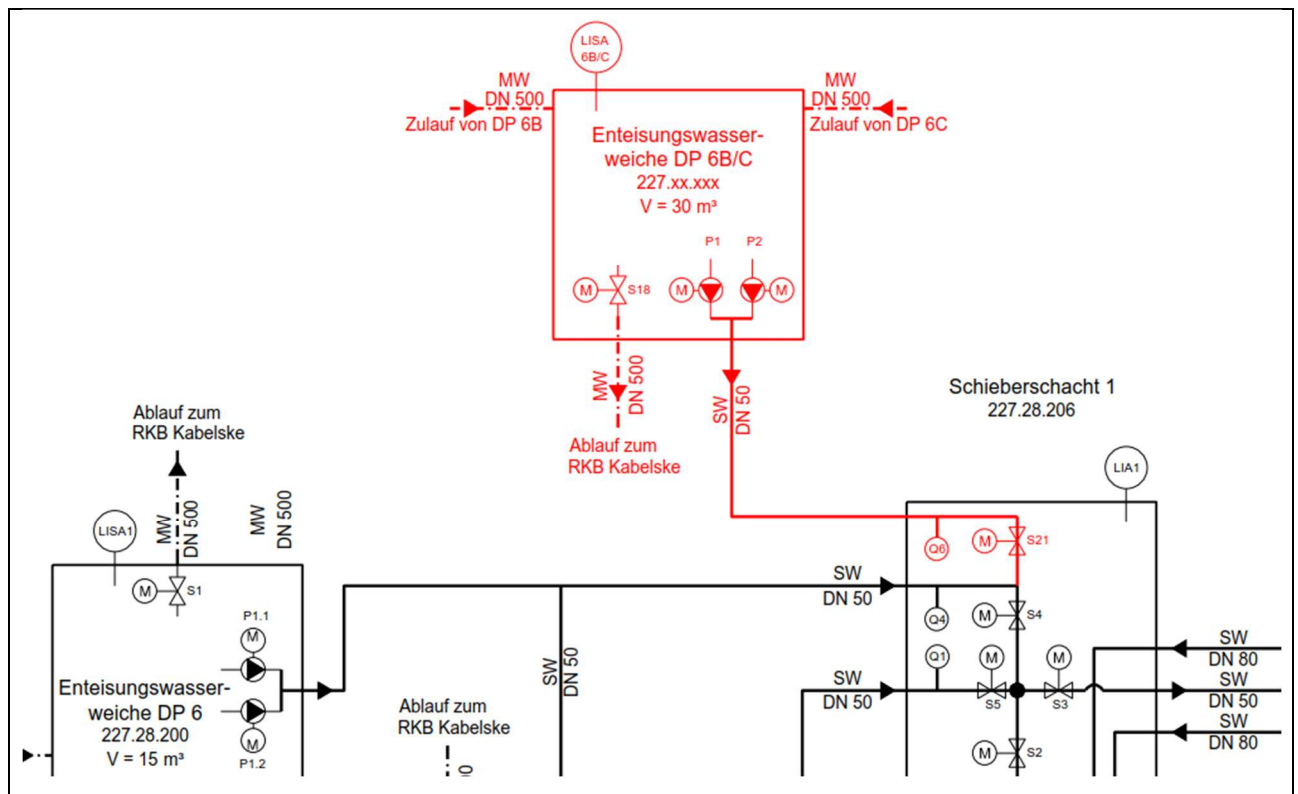 LISA
6B/C
MW
DN 500
Zulauf von DP 6B
MW
DN 500
Zulauf von DP 6C
Enteisungswasser-
weiche DP 6B/C
227.xx.xxx
V = 30 m³
P1
P2
M
S18
M
M
MW
DN 500
SW
DN 50
Ablauf zum
RKB Kabelske
Schieberschacht 1
227.28.206
LIA1
Ablauf zum
RKB Kabelske
LISA1
MW
DN 500
MW
DN 500
M
S1
P1.1
M
Enteisungswasser-
weiche DP 6
227.28.200
V = 15 m³
M
P1.2
SW
DN 50
Ablauf zum
RKB Kabelske
Q6
M
S21
SW
DN 50
Q4
M
S4
SW
DN 50
Q1
M
S5
M
S3
M
S2
SW
DN 80
SW
DN 50
SW
DN 80